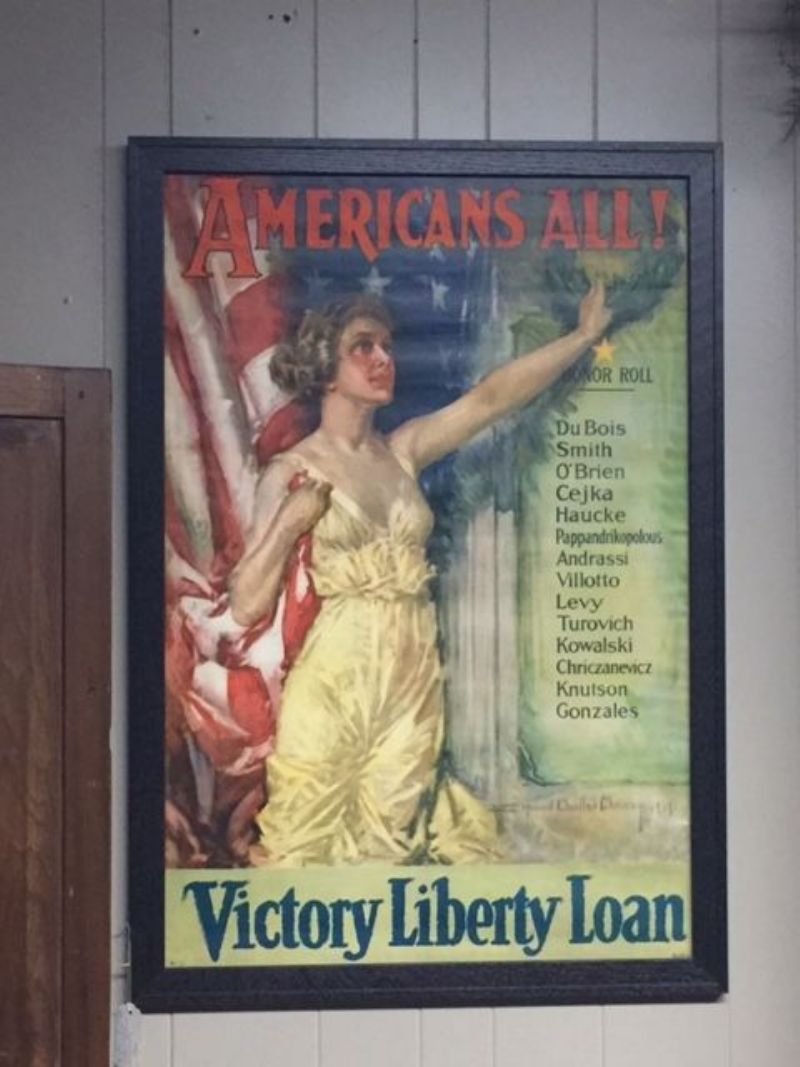 AMERICANS ALL!
HONOR ROLL
Du Bois
Smith
O'Brien
Cejka
Haucke
Pappandrikopolous
Andrassi
Villotto
Levy
Turovich
Kowalski
Chriczanevicz
Knutson
Gonzales
Victory Liberty Loan